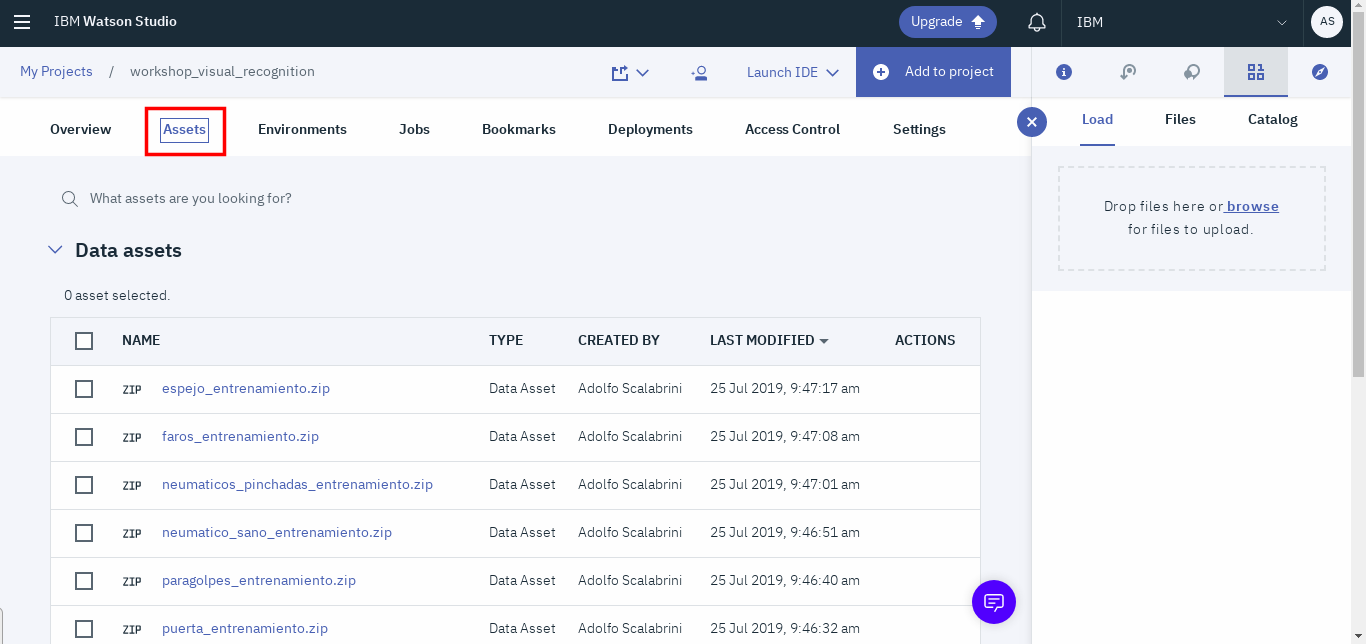 IBM Watson Studio
Upgrade
IBM
AS
My Projects / workshop_visual_recognition
Launch IDE
Add to project
Overview
Assets
Environments
Jobs
Bookmarks
Deployments
Access Control
Settings
Load
Files
Catalog
Drop files here or browse
for files to upload.
What assets are you looking for?
Data assets
0 asset selected.
NAME TYPE CREATED BY LAST MODIFIED ACTIONS
ZIP espejo_entrenamiento.zip Data Asset Adolfo Scalabrini 25 Jul 2019, 9:47:17 am
ZIP faros_entrenamiento.zip Data Asset Adolfo Scalabrini 25 Jul 2019, 9:47:08 am
ZIP neumaticos_pinchadas_entrenamiento.zip Data Asset Adolfo Scalabrini 25 Jul 2019, 9:47:01 am
ZIP neumatico_sano_entrenamiento.zip Data Asset Adolfo Scalabrini 25 Jul 2019, 9:46:51 am
ZIP paragolpes_entrenamiento.zip Data Asset Adolfo Scalabrini 25 Jul 2019, 9:46:40 am
ZIP puerta_entrenamiento.zip Data Asset Adolfo Scalabrini 25 Jul 2019, 9:46:32 am